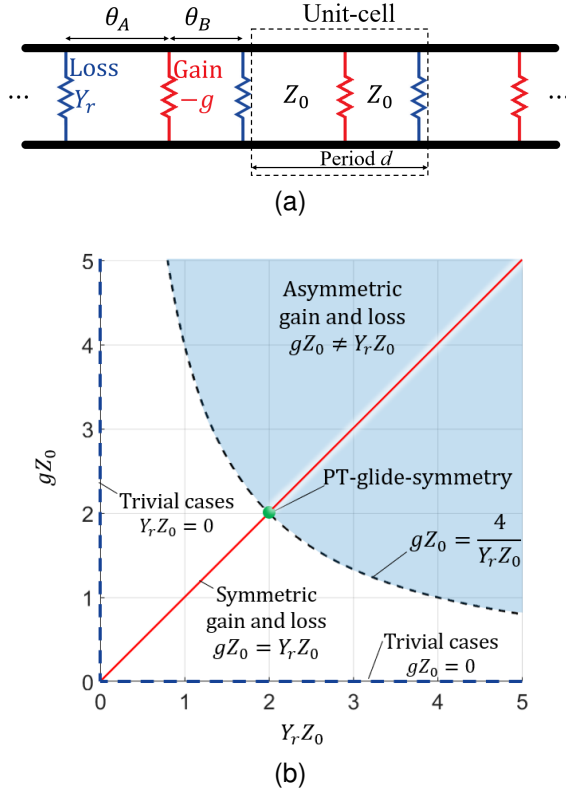 θ_A θ_B Unit-cell
Loss Gain
Y_r −g Z_0 Z_0
... ...
Period d
(a)
5
Asymmetric
gain and loss
gZ_0 ≠ Y_rZ_0
4
3
gZ_0
PT-glide-symmetry
Trivial cases
Y_rZ_0 = 0
2
gZ_0 = 4/Y_rZ_0
Symmetric
gain and loss
gZ_0 = Y_rZ_0
1
Trivial cases
gZ_0 = 0
0
0 1 2 3 4 5
Y_rZ_0
(b)